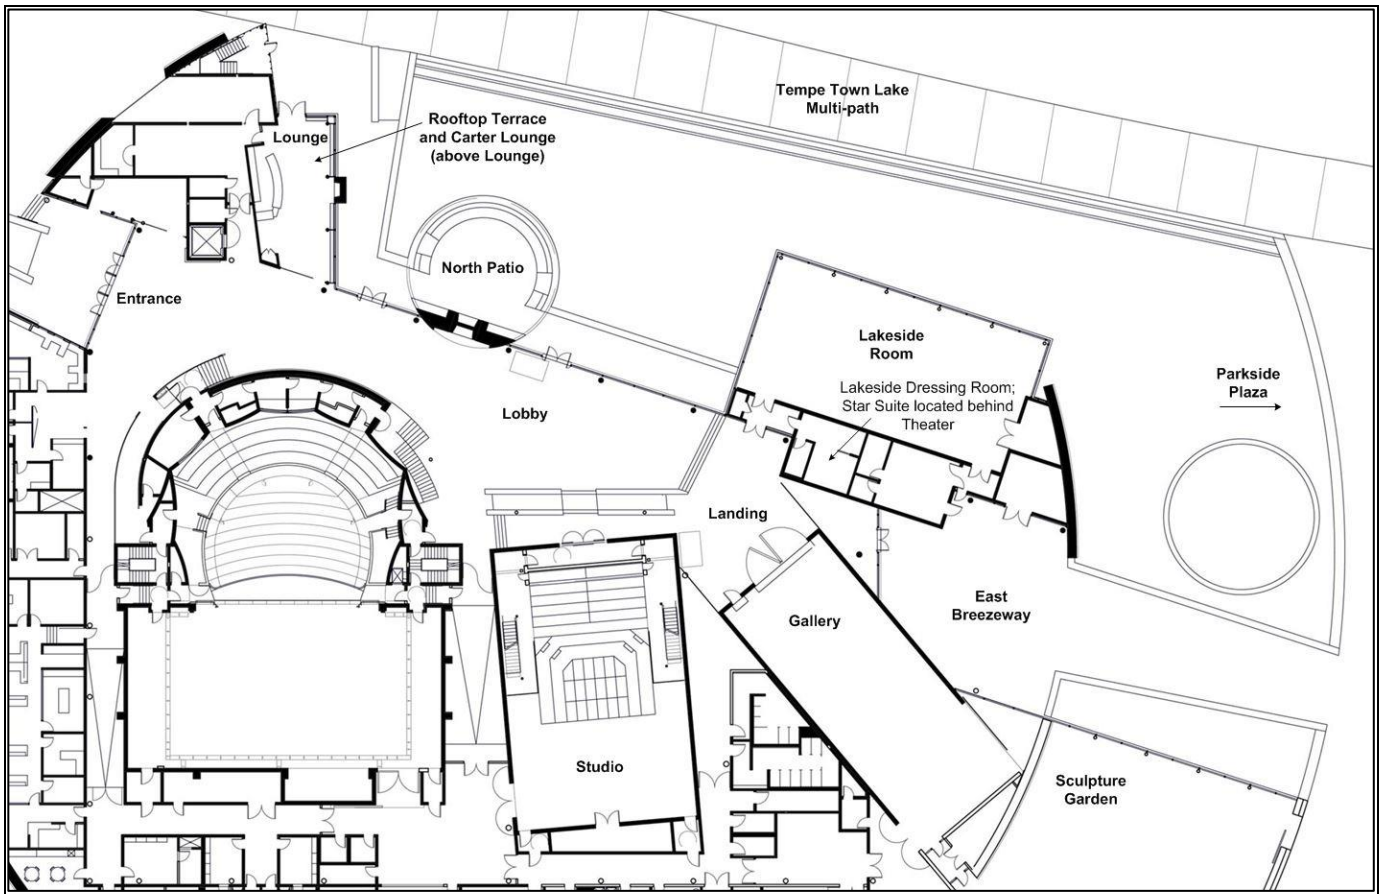 Tempe Town Lake
Multi-path
Rooftop Terrace
and Carter Lounge
(above Lounge)
Lounge
North Patio
Entrance
Lakeside
Room
Parkside
Plaza
Lakeside Dressing Room;
Star Suite located behind
Theater
Lobby
Landing
East
Breezeway
Gallery
Studio
Sculpture
Garden